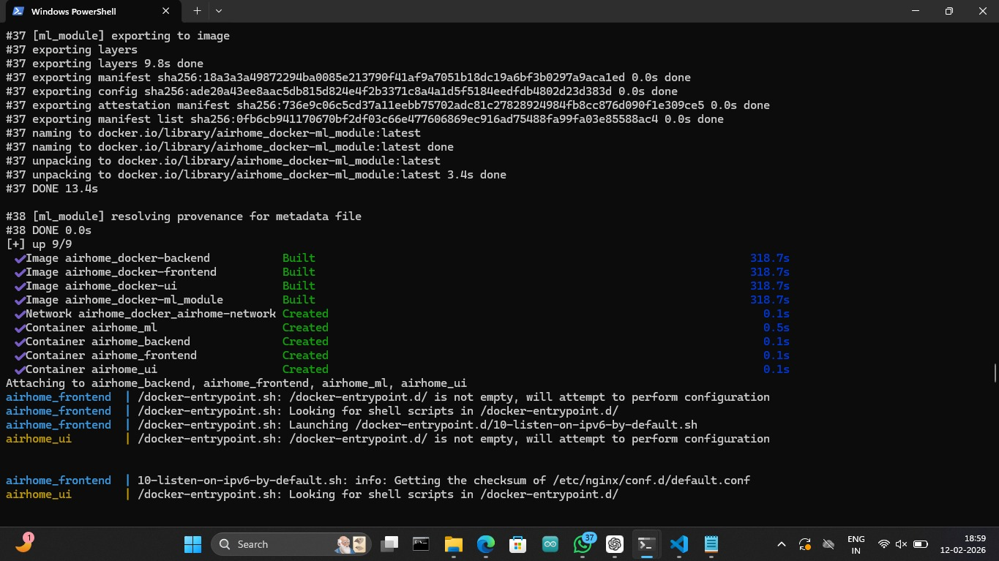 Windows PowerShell
#37 [ml_module] exporting to image
#37 exporting layers
#37 exporting layers 9.8s done
#37 exporting manifest sha256:18a3a3a49872294ba0085e213790f41af9a7051b18dc19a6bf3b0297a9aca1ed 0.0s done
#37 exporting config sha256:ade20a43ee8aac5db815d824e4f2b3371c8a4a1d5f5184eedfdb4802d23d383d 0.0s done
#37 exporting attestation manifest sha256:736e9c06c5cd37a11eebb75702adc81c27828924984fb8cc876d090f1e309ce5 0.0s done
#37 exporting manifest list sha256:0fb6cb941170670bf2df03c66e477606869ec916ad75488fa99fa03e85588ac4 0.0s done
#37 naming to docker.io/library/airhome_docker-ml_module:latest
#37 naming to docker.io/library/airhome_docker-ml_module:latest done
#37 unpacking to docker.io/library/airhome_docker-ml_module:latest
#37 unpacking to docker.io/library/airhome_docker-ml_module:latest 3.4s done
#37 DONE 13.4s
#38 [ml_module] resolving provenance for metadata file
#38 DONE 0.0s
[+] up 9/9
Image airhome_docker-backend Built 318.7s
Image airhome_docker-frontend Built 318.7s
Image airhome_docker-ui Built 318.7s
Image airhome_docker-ml_module Built 318.7s
Network airhome_docker_airhome-network Created 0.1s
Container airhome_ml Created 0.5s
Container airhome_backend Created 0.1s
Container airhome_frontend Created 0.1s
Container airhome_ui Created 0.1s
Attaching to airhome_backend, airhome_frontend, airhome_ml, airhome_ui
airhome_frontend | /docker-entrypoint.sh: /docker-entrypoint.d/ is not empty, will attempt to perform configuration
airhome_frontend | /docker-entrypoint.sh: Looking for shell scripts in /docker-entrypoint.d/
airhome_frontend | /docker-entrypoint.sh: Launching /docker-entrypoint.d/10-listen-on-ipv6-by-default.sh
airhome_ui | /docker-entrypoint.sh: /docker-entrypoint.d/ is not empty, will attempt to perform configuration
airhome_frontend | 10-listen-on-ipv6-by-default.sh: info: Getting the checksum of /etc/nginx/conf.d/default.conf
airhome_ui | /docker-entrypoint.sh: Looking for shell scripts in /docker-entrypoint.d/
1
Search
37
ENG
IN
18:59
12-02-2026